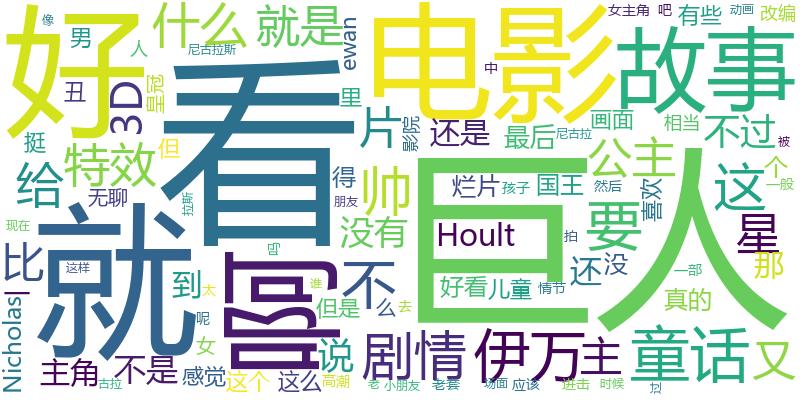 像
男
人
什么
就是
ewan
女主角
吧
有些
动画
改编
好
丑
3D
尼古拉斯
皇冠
里
电影
中
故事
看
片
影院
还是
最后
画面
尼古拉
相当
不过
被
挺
特效
但
公主
个
给
无聊
拉斯
得
帅
朋友
烂片
孩子
国王
然后
喜欢
这
一般
没有
Hoult
巨人
拍
要
星
现在
比
就
这样
吗
啊
不
好看
儿童
情节
还
没
一部
那
真的
到
太
谁
但是
么
去
Nicholas
呢
女
说
剧情
伊万
主
童话
又
主角
古拉
不是
感觉
这个
这么
高潮
老
小朋友
老套
场面
应该
进击
时候
过